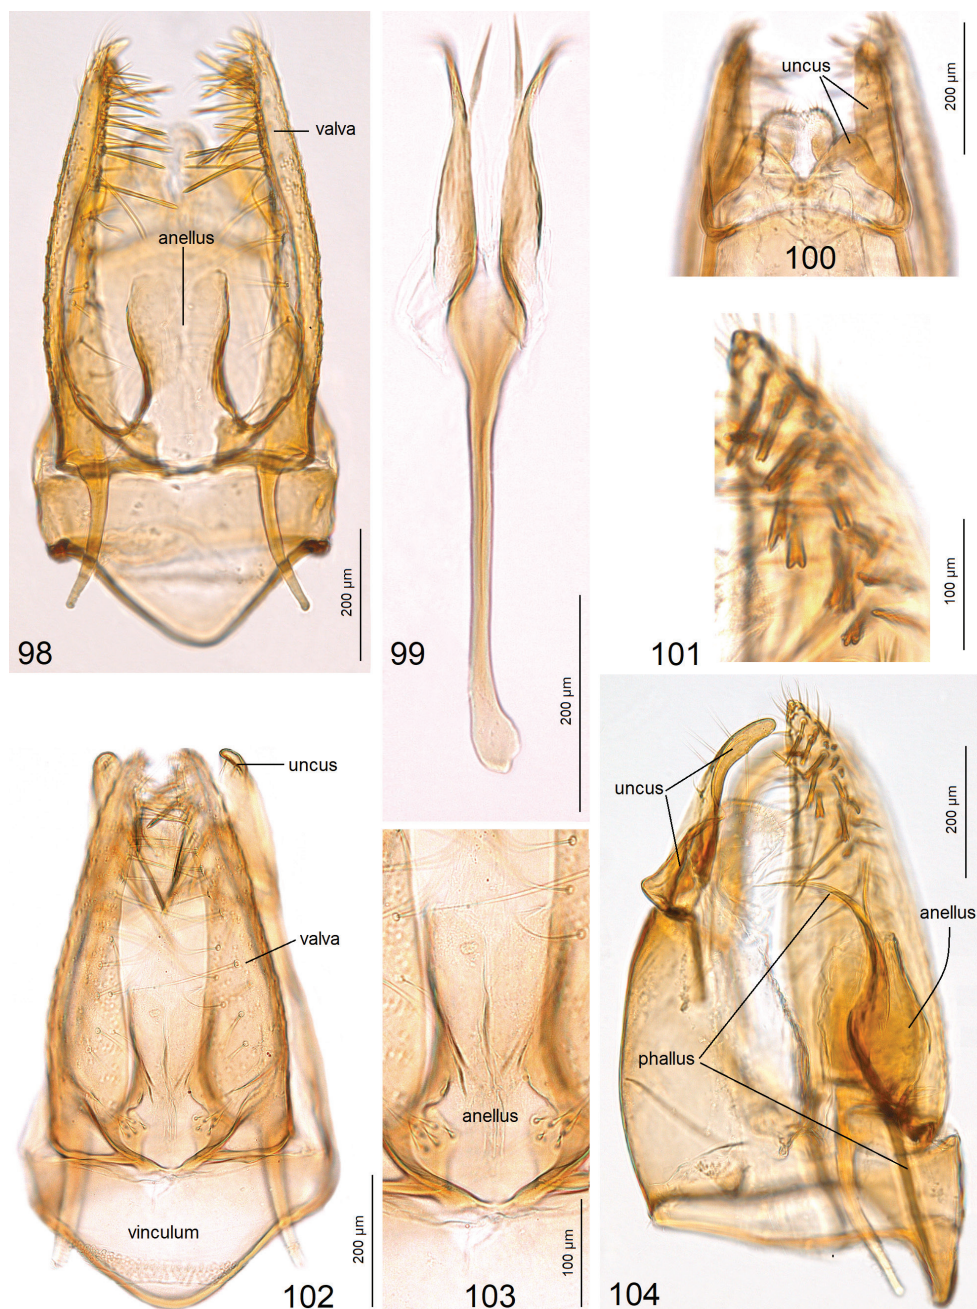 valva
anellus
200 µm
98
200 µm
99
uncus
200 µm
100
100 µm
101
uncus
valva
vinculum
200 µm
102
anellus
100 µm
103
uncus
200 µm
anellus
phallus
104